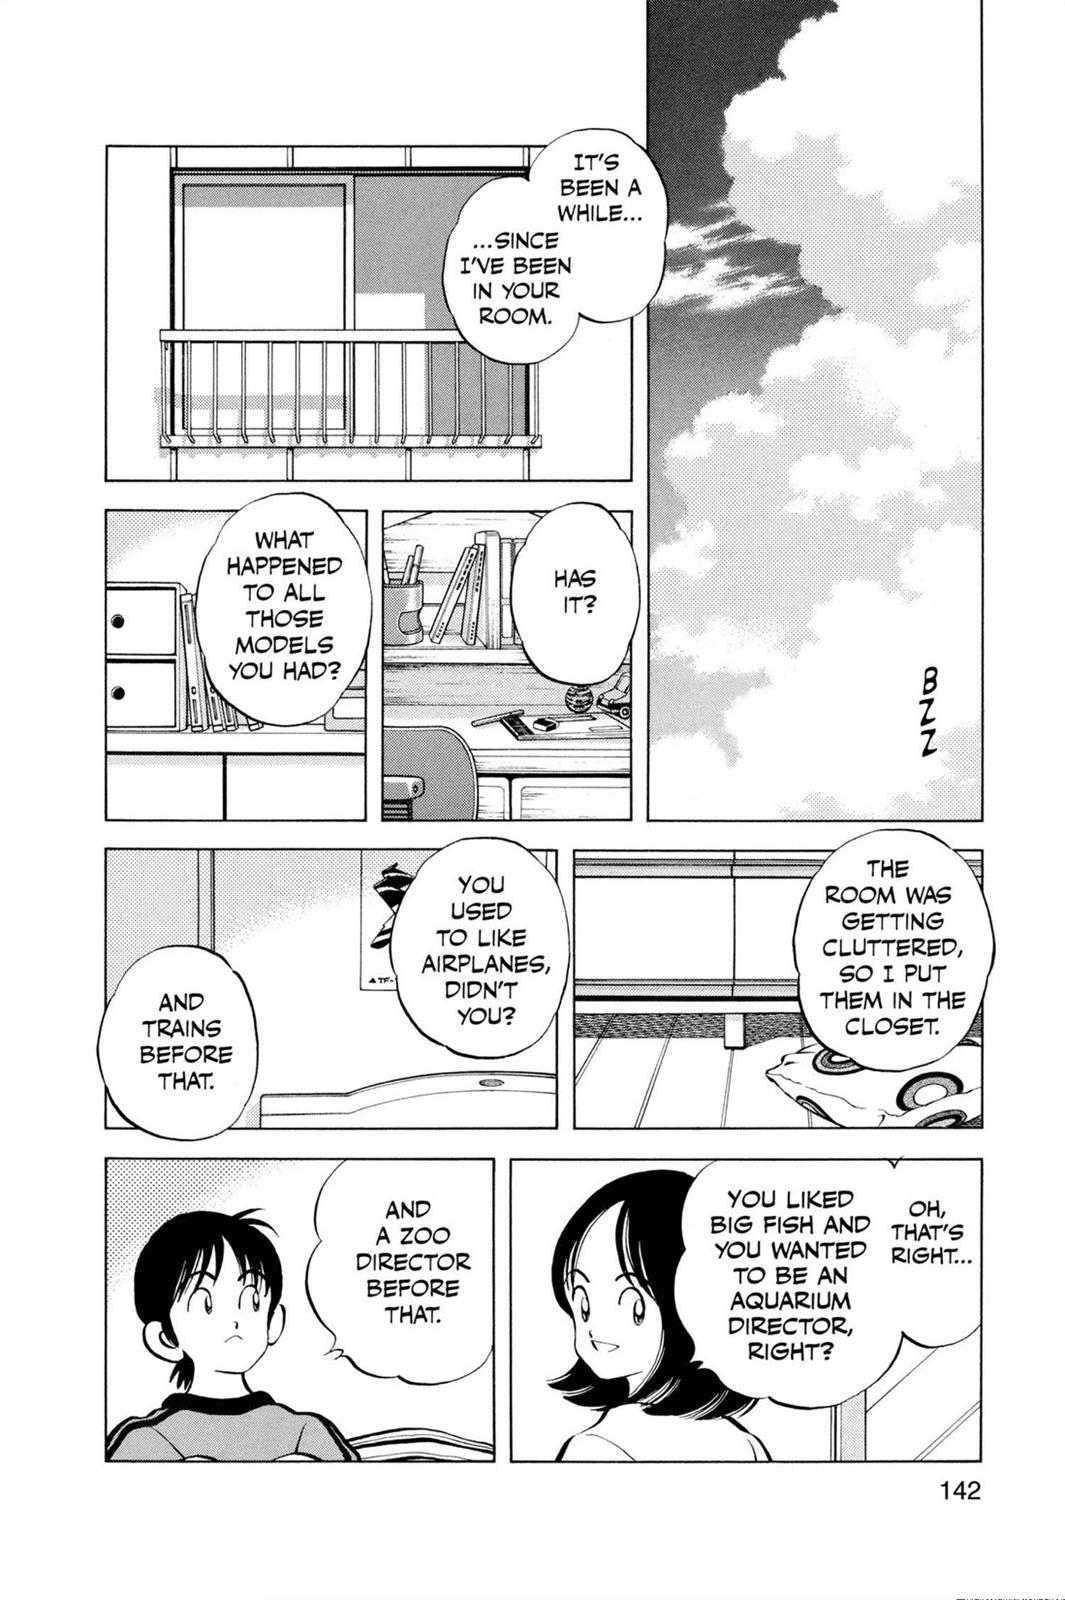 BZZ
IT'S
BEEN A
WHILE...
...SINCE
I'VE BEEN
IN YOUR
ROOM.
HAS
IT?
WHAT
HAPPENED
TO ALL
THOSE
MODELS
YOU HAD?
THE
ROOM WAS
GETTING
CLUTTERED,
SO I PUT
THEM IN THE
CLOSET.
YOU
USED
TO LIKE
AIRPLANES,
DIDN'T
YOU?
▲TF-
AND
TRAINS
BEFORE
THAT.
OH,
THAT'S
RIGHT...
YOU LIKED
BIG FISH AND
YOU WANTED
TO BE AN
AQUARIUM
DIRECTOR,
RIGHT?
AND
A ZOO
DIRECTOR
BEFORE
THAT.
142